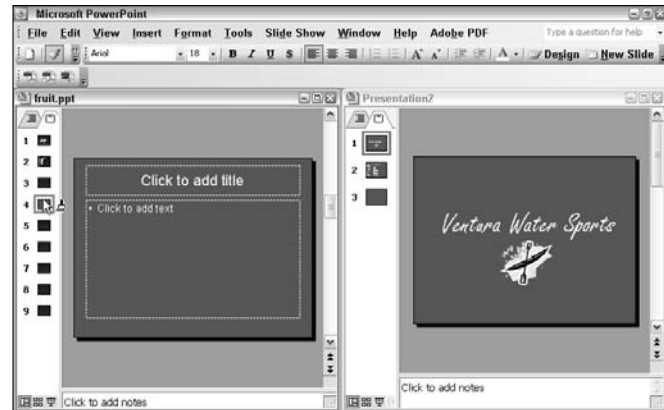 Microsoft PowerPoint
File Edit View Insert Format Tools Slide Show Window Help Adobe PDF Type a question for help
Arial 18 B I U S A A A Design New Slide
fruit.ppt
1
2
3
4
5
6
7
8
9
Click to add title
• Click to add text
Click to add notes
Presentation2
1
2
3
Ventura Water Sports
Click to add notes